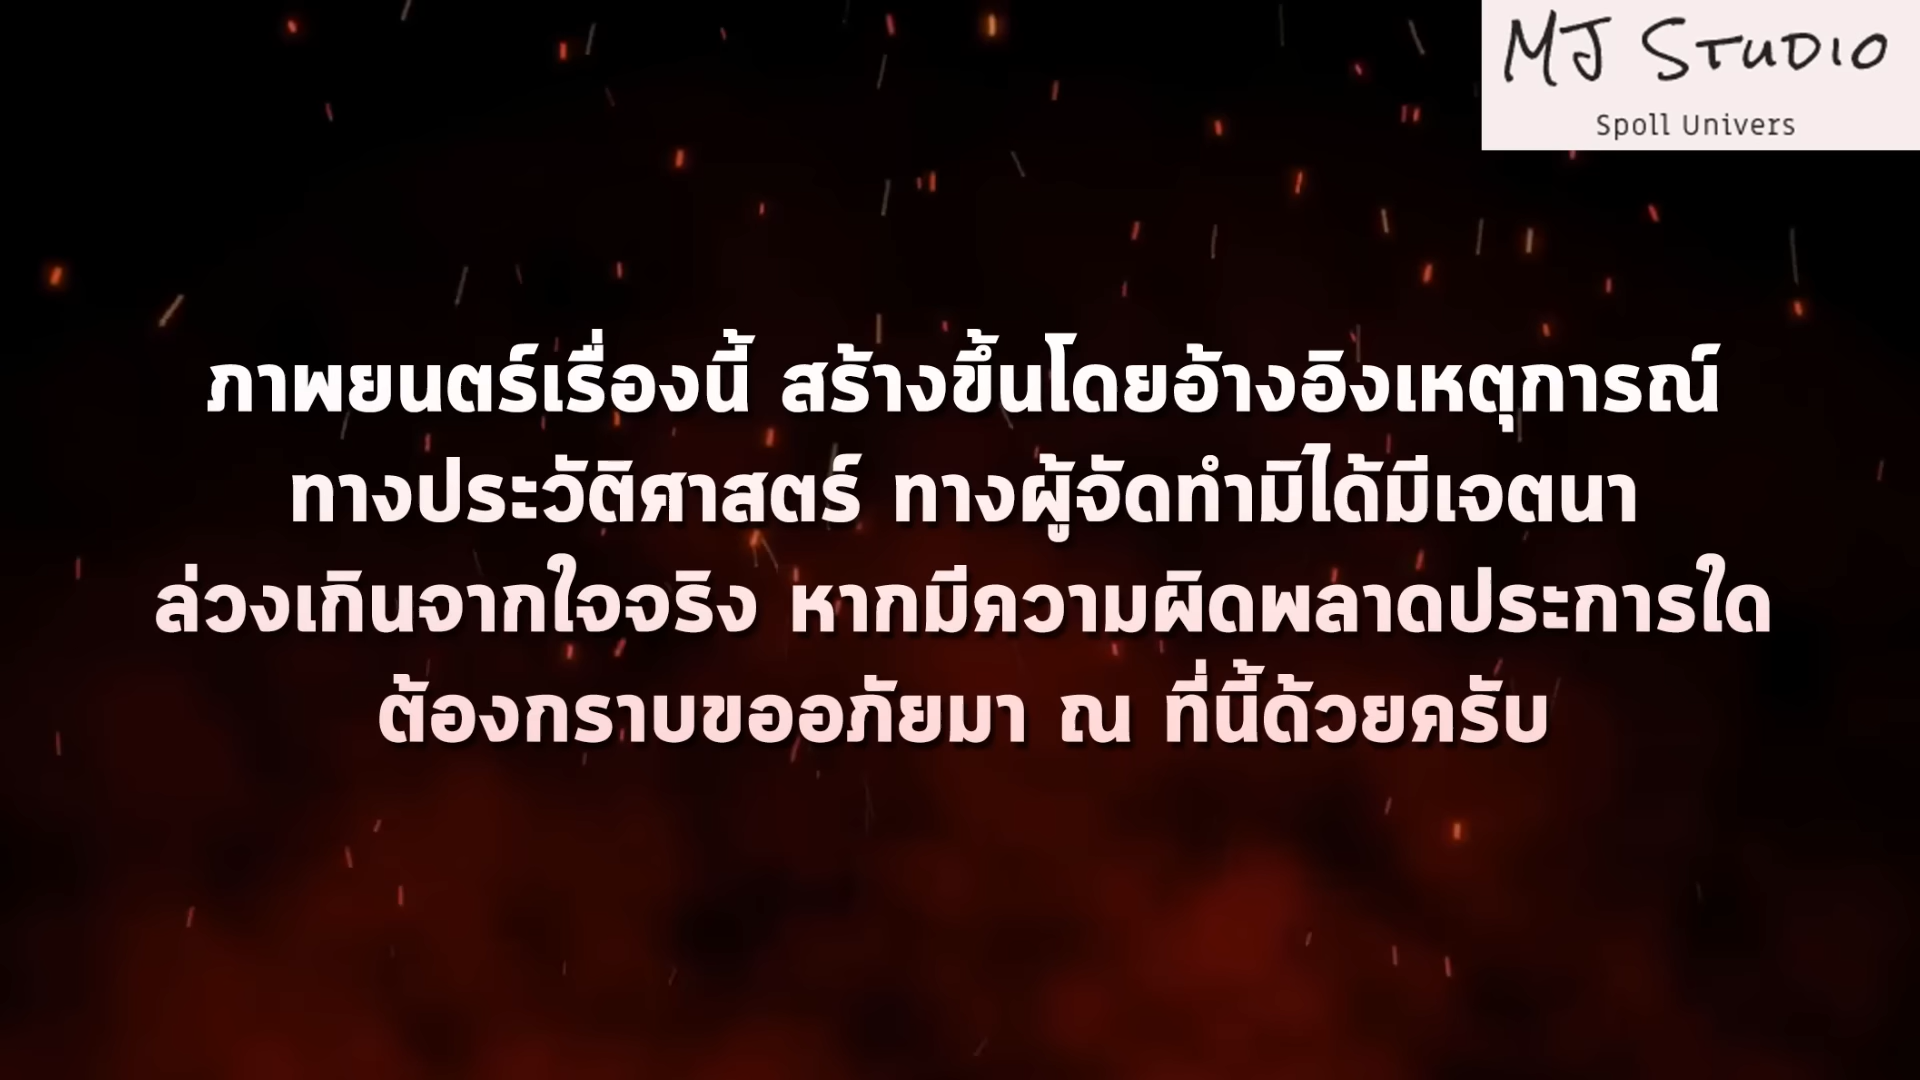 MJ STUDIO
Spoll Univers
ภาพยนตร์เรื่องนี้ สร้างขึ้นโดยอ้างอิงเหตุการณ์
ทางประวัติศาสตร์ ทางผู้จัดทำมิได้มีเจตนา
ล่วงเกินจากใจจริง หากมีความผิดพลาดประการใด
ต้องกราบขออภัยมา ณ ที่นี้ด้วยครับ